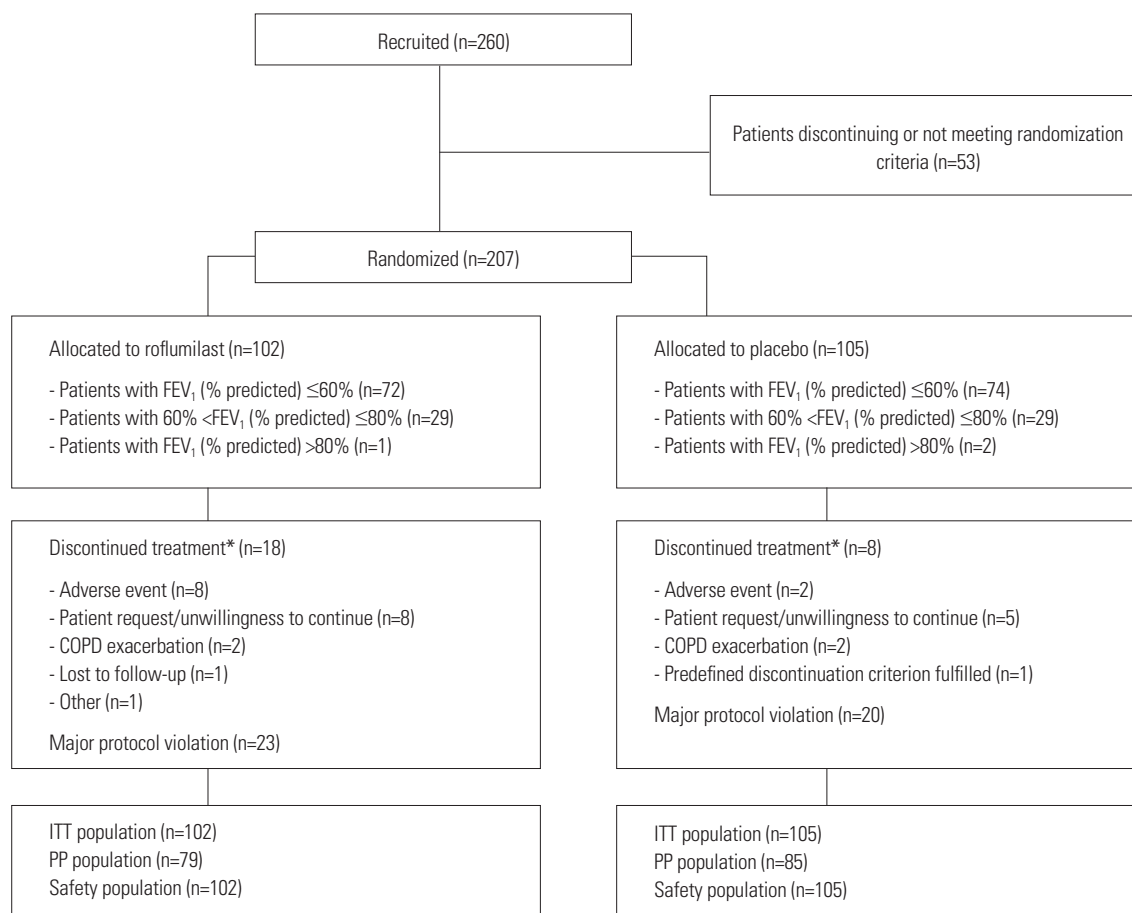 Recruited (n=260)
Patients discontinuing or not meeting randomization
criteria (n=53)
Randomized (n=207)
Allocated to roflumilast (n=102)
- Patients with FEV₁ (% predicted) ≤60% (n=72)
- Patients with 60% <FEV₁ (% predicted) ≤80% (n=29)
- Patients with FEV₁ (% predicted) >80% (n=1)
Allocated to placebo (n=105)
- Patients with FEV₁ (% predicted) ≤60% (n=74)
- Patients with 60% <FEV₁ (% predicted) ≤80% (n=29)
- Patients with FEV₁ (% predicted) >80% (n=2)
Discontinued treatment* (n=18)
- Adverse event (n=8)
- Patient request/unwillingness to continue (n=8)
- COPD exacerbation (n=2)
- Lost to follow-up (n=1)
- Other (n=1)
Major protocol violation (n=23)
Discontinued treatment* (n=8)
- Adverse event (n=2)
- Patient request/unwillingness to continue (n=5)
- COPD exacerbation (n=2)
- Predefined discontinuation criterion fulfilled (n=1)
Major protocol violation (n=20)
ITT population (n=102)
PP population (n=79)
Safety population (n=102)
ITT population (n=105)
PP population (n=85)
Safety population (n=105)